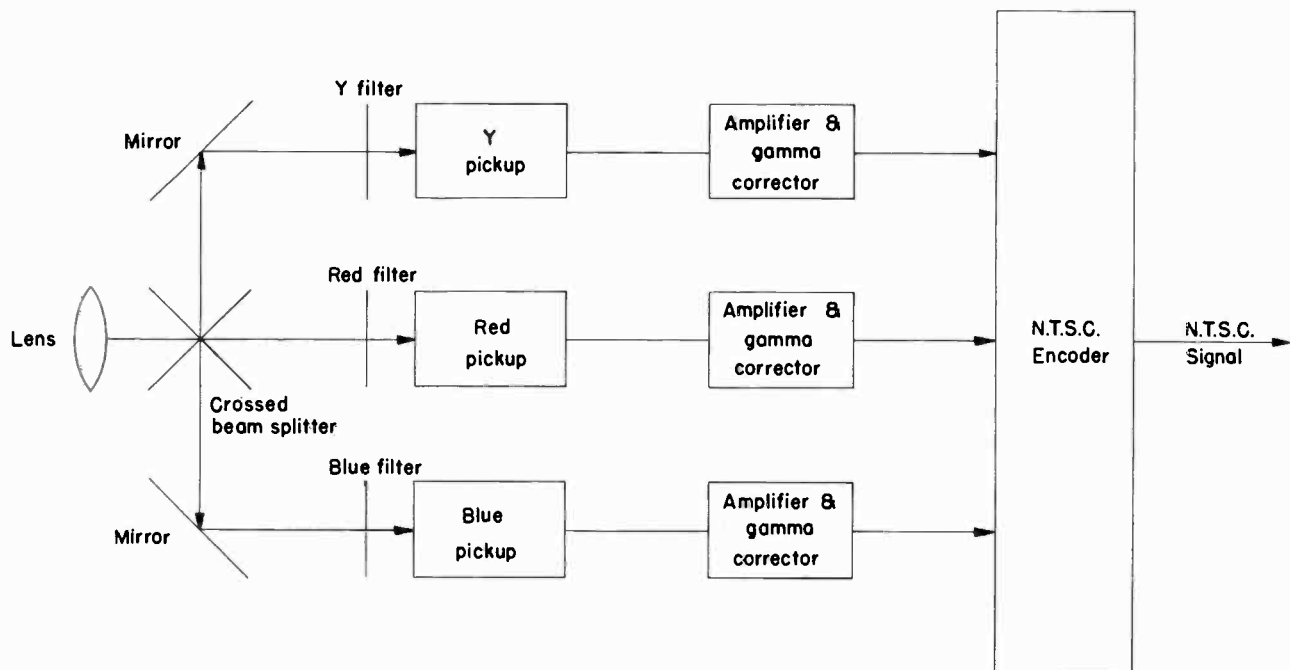 Y filter
Mirror
Y
pickup
Amplifier &
gamma
corrector
Red filter
Lens
Red
pickup
Amplifier &
gamma
corrector
N.T.S.C.
Encoder
N.T.S.C.
Signal
Crossed
beam splitter
Blue filter
Mirror
Blue
pickup
Amplifier &
gamma
corrector